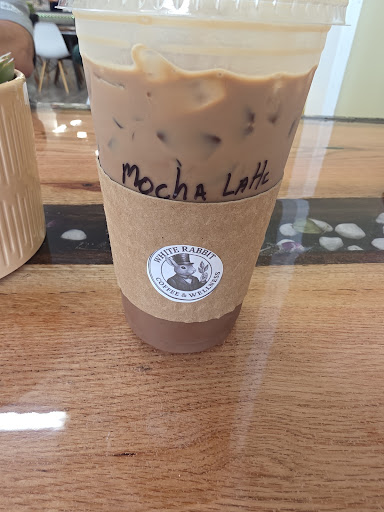 MOCHA LATTE
WHITE RABBIT
COFFEE & WELLNESS